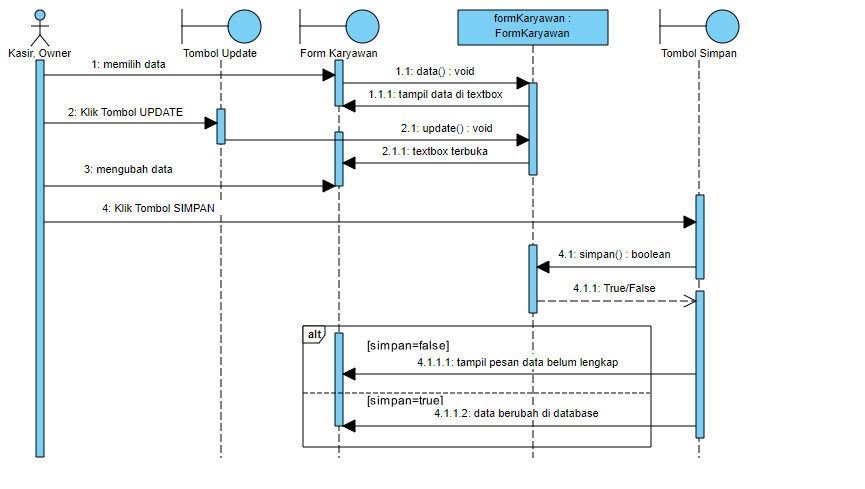 formKaryawan :
FormKaryawan
Kasir, Owner
Tombol Update
Form Karyawan
Tombol Simpan
1: memilih data
1.1: data() : void
1.1.1: tampil data di textbox
2: Klik Tombol UPDATE
2.1: update() : void
2.1.1: textbox terbuka
3: mengubah data
4: Klik Tombol SIMPAN
4.1: simpan() : boolean
4.1.1: True/False
alt
[simpan=false]
4.1.1.1: tampil pesan data belum lengkap
[simpan=true]
4.1.1.2: data berubah di database